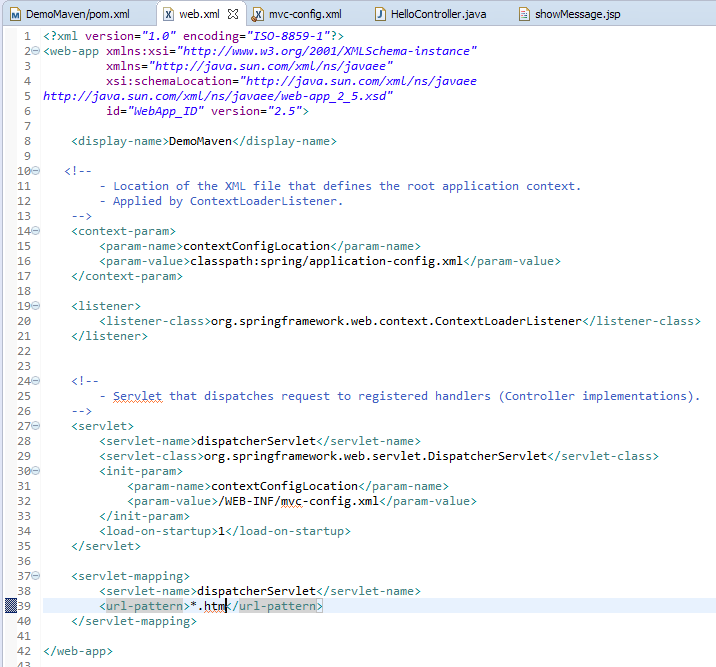 DemoMaven/pom.xml web.xml mvc-config.xml HelloController.java showMessage.jsp
1 <?xml version="1.0" encoding="ISO-8859-1"?>
2 <web-app xmlns:xsi="http://www.w3.org/2001/XMLSchema-instance"
3 xmlns="http://java.sun.com/xml/ns/javaee"
4 xsi:schemaLocation="http://java.sun.com/xml/ns/javaee
5 http://java.sun.com/xml/ns/javaee/web-app_2_5.xsd"
6 id="WebApp_ID" version="2.5">
7
8 <display-name>DemoMaven</display-name>
9
10 <!--
11 - Location of the XML file that defines the root application context.
12 - Applied by ContextLoaderListener.
13 -->
14 <context-param>
15 <param-name>contextConfigLocation</param-name>
16 <param-value>classpath:spring/application-config.xml</param-value>
17 </context-param>
18
19 <listener>
20 <listener-class>org.springframework.web.context.ContextLoaderListener</listener-class>
21 </listener>
22
23
24 <!--
25 - Servlet that dispatches request to registered handlers (Controller implementations).
26 -->
27 <servlet>
28 <servlet-name>dispatcherServlet</servlet-name>
29 <servlet-class>org.springframework.web.servlet.DispatcherServlet</servlet-class>
30 <init-param>
31 <param-name>contextConfigLocation</param-name>
32 <param-value>/WEB-INF/mvc-config.xml</param-value>
33 </init-param>
34 <load-on-startup>1</load-on-startup>
35 </servlet>
36
37 <servlet-mapping>
38 <servlet-name>dispatcherServlet</servlet-name>
39 <url-pattern>*.htm</url-pattern>
40 </servlet-mapping>
41
42 </web-app>
43